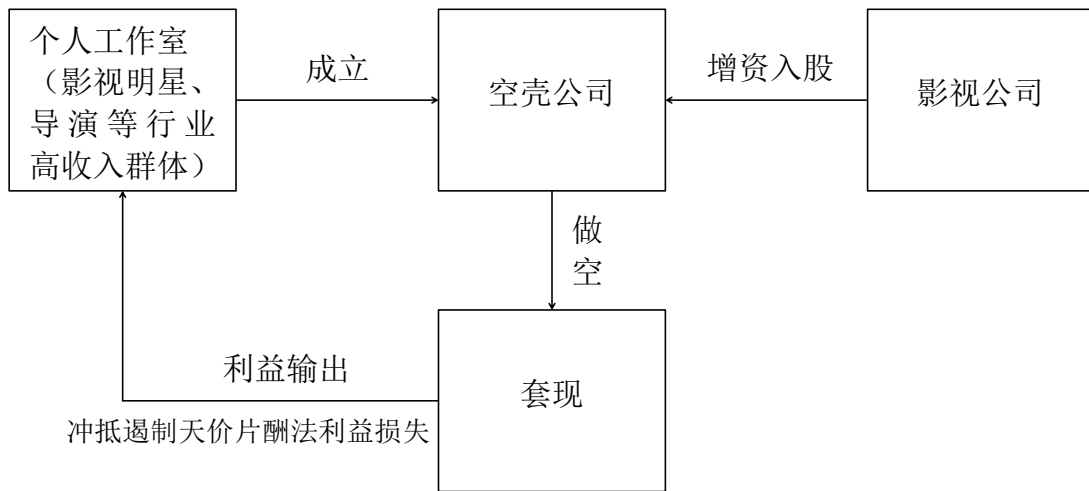 个人工作室
（影视明星、
导演等行业
高收入群体）
成立
空壳公司
增资入股
影视公司
做
空
利益输出
冲抵遏制天价片酬法利益损失
套现